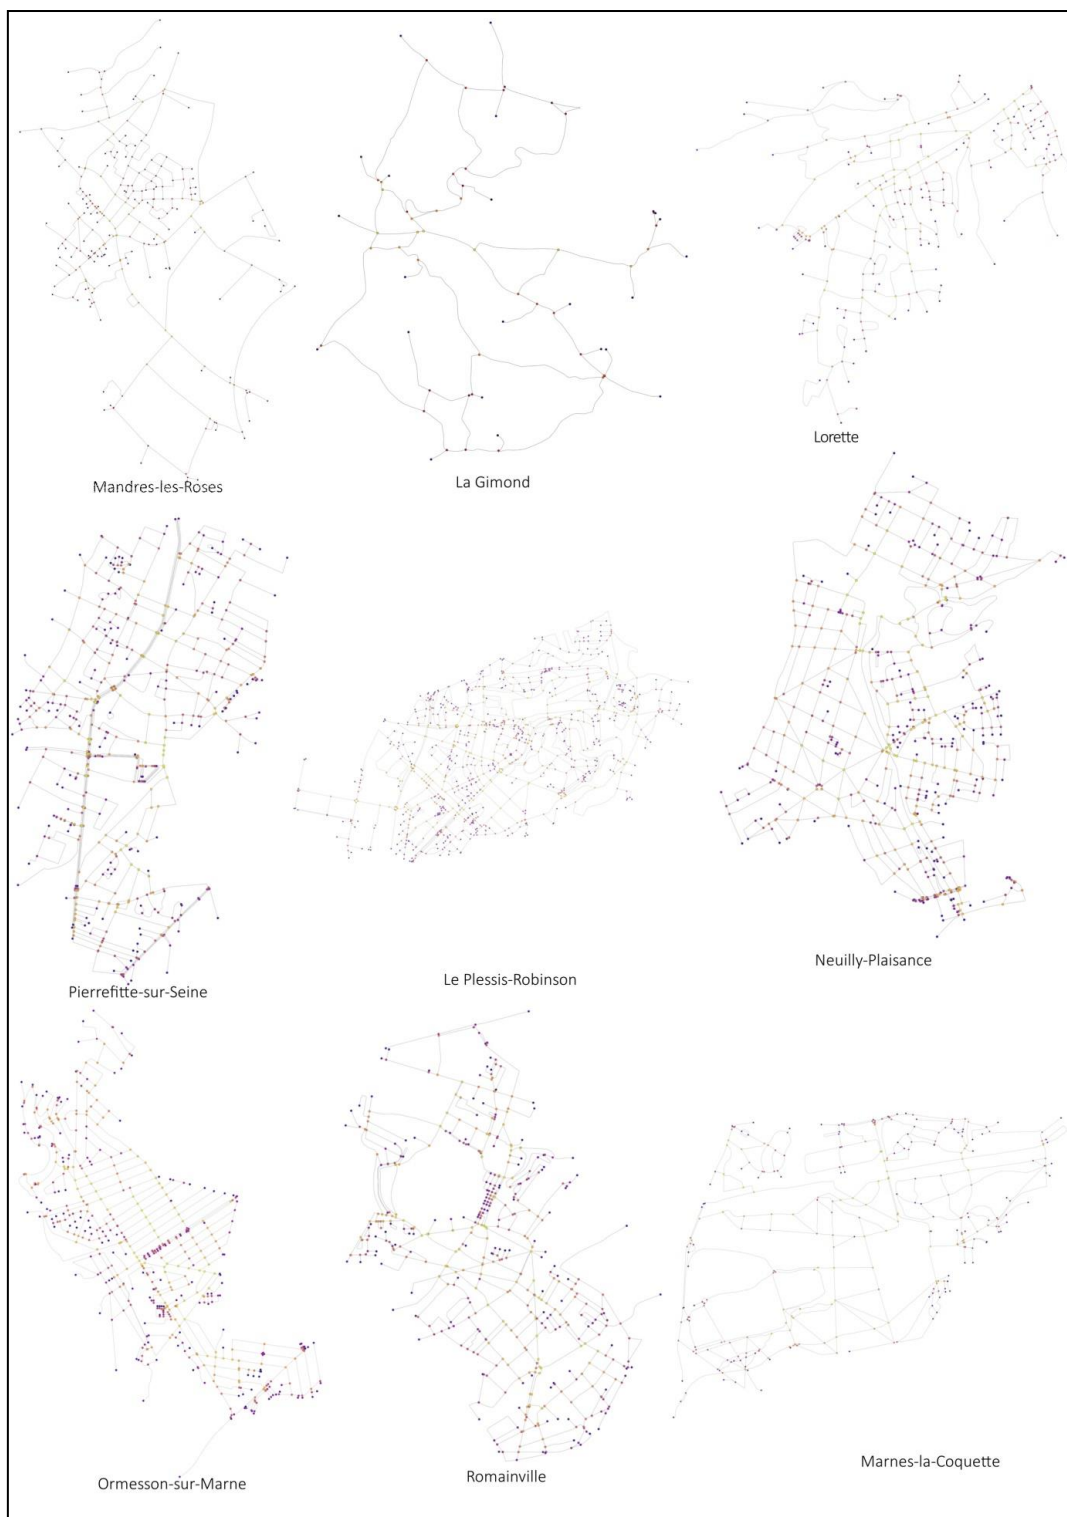 Mandres-les-Roses
La Gimond
Lorette
Pierrefitte-sur-Seine
Le Plessis-Robinson
Neuilly-Plaisance
Ormesson-sur-Marne
Romainville
Marnes-la-Coquette